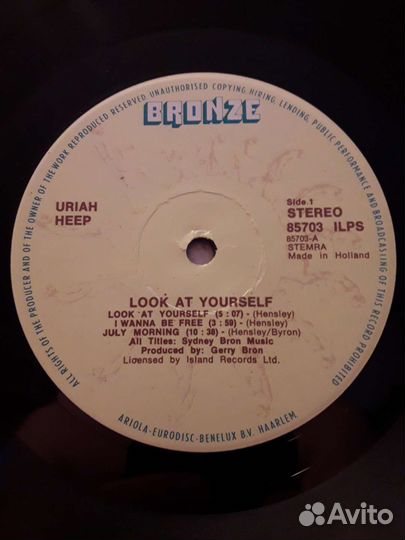 ALL RIGHTS OF THE PRODUCER AND OF THE OWNER OF THE WORK REPRODUCED RESERVED UNAUTHORISED COPYING, HIRING, LENDING, PUBLIC PERFORMANCE AND BROADCASTING OF THIS RECORD PROHIBITED
BRONZE
URIAH
HEEP
Side.1
STEREO
85703 ILPS
85703-A
STEMRA
Made in Holland
LOOK AT YOURSELF
LOOK AT YOURSELF (5 : 07) - (Hensley)
I WANNA BE FREE (3 : 59) - (Hensley)
JULY MORNING (10 : 38) - (Hensley/Byron)
All Titles: Sydney Bron Music
Produced by: Gerry Bron
Licensed by Island Records Ltd.
ARIOLA-EURODISC-BENELUX B.V. HAARLEM.
Avito